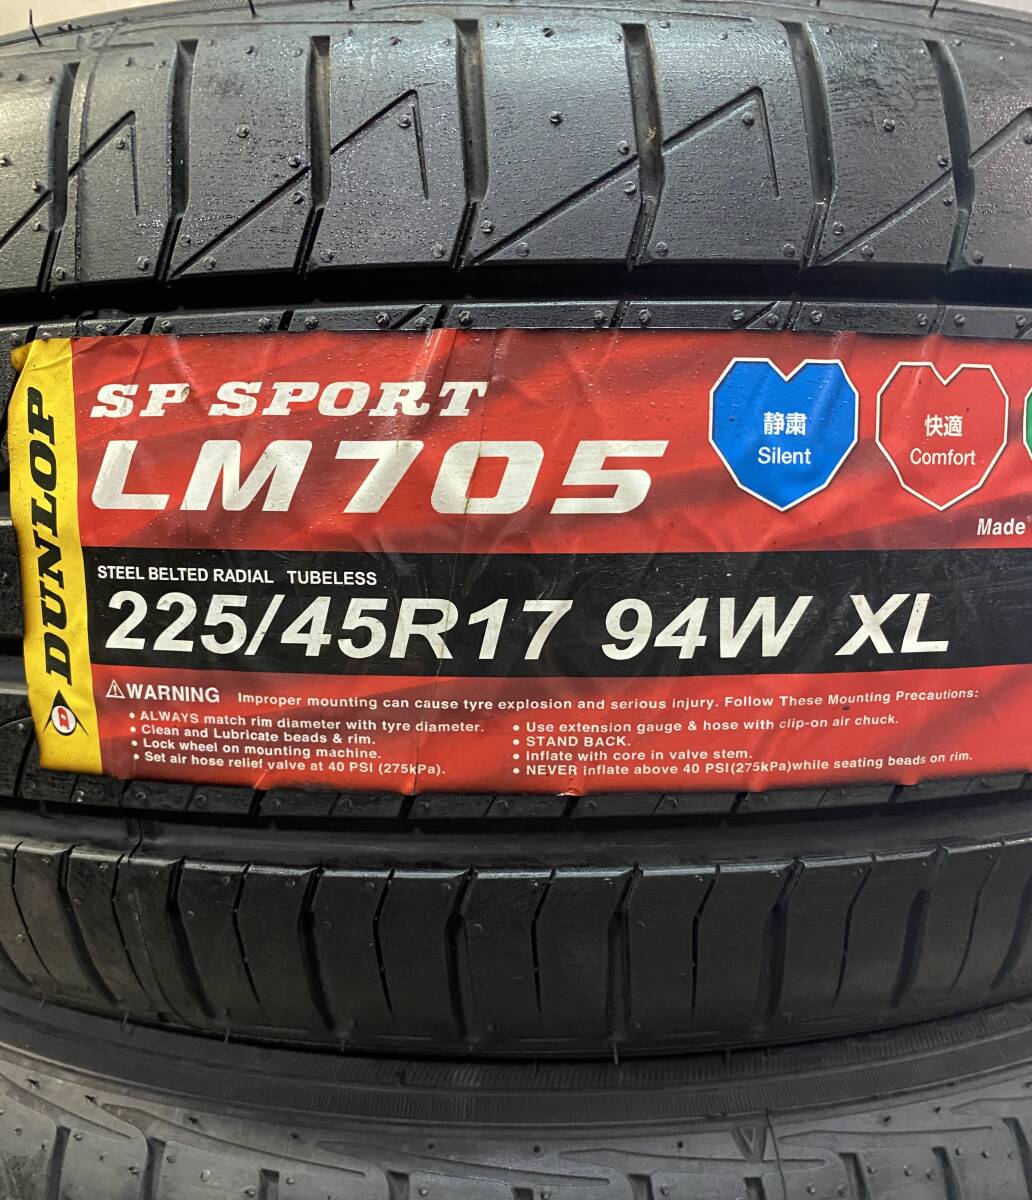 DUNLOP
SP SPORT
LM705
静粛
Silent
快適
Comfort
Made
STEEL BELTED RADIAL TUBELESS
225/45R17 94W XL
⚠WARNING Improper mounting can cause tyre explosion and serious injury. Follow These Mounting Precautions:
• ALWAYS match rim diameter with tyre diameter.
• Clean and Lubricate beads & rim.
• Lock wheel on mounting machine.
• Set air hose relief valve at 40 PSI (275kPa).
• Use extension gauge & hose with clip-on air chuck.
• STAND BACK.
• Inflate with core in valve stem.
• NEVER inflate above 40 PSI(275kPa)while seating beads on rim.